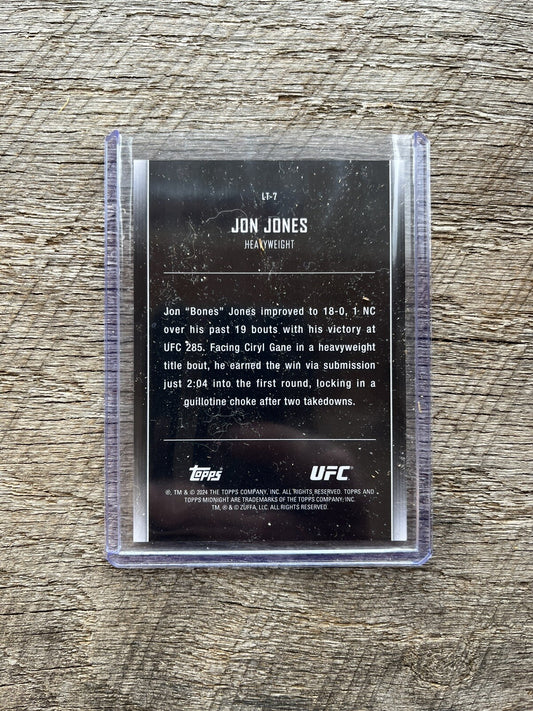 LT-7
JON JONES
HEAVYWEIGHT
Jon “Bones” Jones improved to 18-0, 1 NC
over his past 19 bouts with his victory at
UFC 285. Facing Ciryl Gane in a heavyweight
title bout, he earned the win via submission
just 2:04 into the first round, locking in a
guillotine choke after two takedowns.
topps UFC
®, TM & © 2024 THE TOPPS COMPANY, INC. ALL RIGHTS RESERVED. TOPPS AND
TOPPS MIDNIGHT ARE TRADEMARKS OF THE TOPPS COMPANY, INC.
TM, ® & © ZUFFA, LLC. ALL RIGHTS RESERVED.